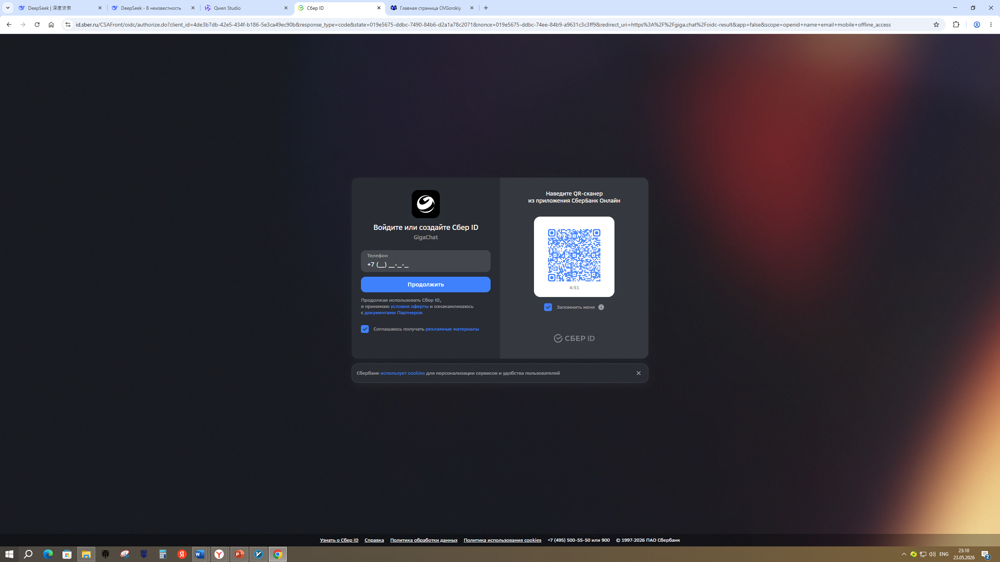 DeepSeek | 深度求索
DeepSeek - В неизвестность
Qwen Studio
Сбер ID
Главная страница OVGorskiy
id.sber.ru/CSAFront/oidc/authorize.do?client_id=4de3b7db-42e5-434f-b186-5e3ca49ec90b&response_type=code&state=019e5675-ddbc-7490-84b6-d2a1a78c2071&nonce=019e5675-ddbc-74ee-84b9-a9631c3c3ff9&redirect_uri=https%3A%2F%2Fgiga.chat%2Foidc-result&app=false&scope=openid+name+email+mobile+offline_access
Войдите или создайте Сбер ID
GigaChat
Телефон
+7 (__) __-_-_
Продолжить
Продолжая использовать Сбер ID,
я принимаю условия оферты и ознакамливаюсь
с документами Партнеров
Соглашаюсь получать рекламные материалы
Наведите QR-сканер
из приложения СберБанк Онлайн
4:51
Запомнить меня
СБЕР ID
Сбербанк использует cookies для персонализации сервисов и удобства пользователей
Узнать о Сбер ID Справка Политика обработки данных Политика использования cookies +7 (495) 500-55-50 или 900 © 1997-2026 ПАО Сбербанк
ENG
23:10
23.05.2026
2